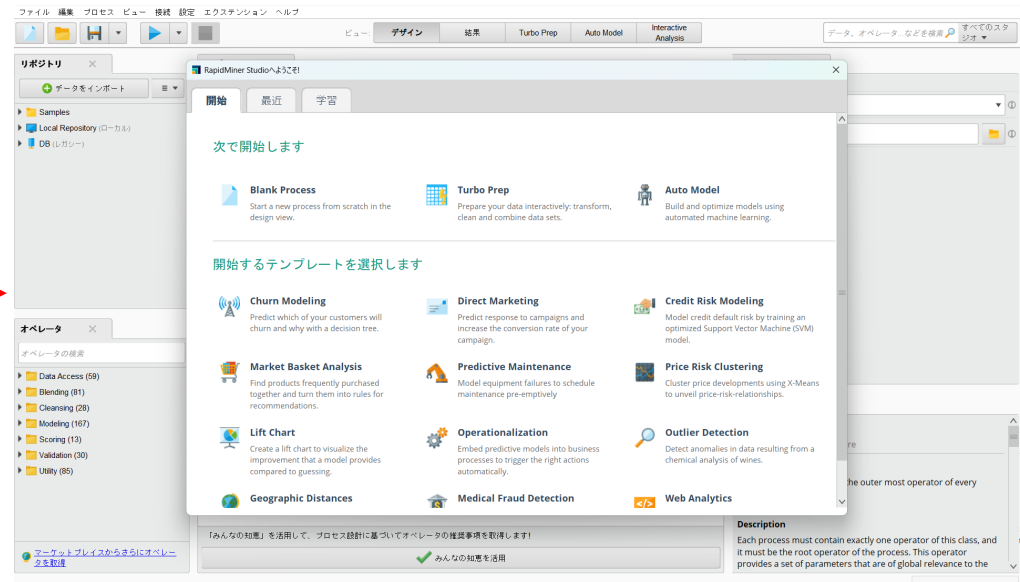 ファイル 編集 プロセス ビュー 接続 設定 エクステンション ヘルプ
ビュー: デザイン 結果 Turbo Prep Auto Model Interactive Analysis
データ、オペレータ...などを検索
すべてのスタジオ
リポジトリ
データをインポート
Samples
Local Repository (ローカル)
DB (レガシー)
オペレータ
オペレータの検索
Data Access (59)
Blending (81)
Cleansing (28)
Modeling (167)
Scoring (13)
Validation (30)
Utility (85)
マーケットプレイスからさらにオペレー
タを取得
RapidMiner Studioへようこそ!
開始 最近 学習
次で開始します
Blank Process
Start a new process from scratch in the
design view.
Turbo Prep
Prepare your data interactively: transform,
clean and combine data sets.
Auto Model
Build and optimize models using
automated machine learning.
開始するテンプレートを選択します
Churn Modeling
Predict which of your customers will
churn and why with a decision tree.
Direct Marketing
Predict response to campaigns and
increase the conversion rate of your
campaign.
Credit Risk Modeling
Model credit default risk by training an
optimized Support Vector Machine (SVM)
model.
Market Basket Analysis
Find products frequently purchased
together and turn them into rules for
recommendations.
Predictive Maintenance
Model equipment failures to schedule
maintenance pre-emptively
Price Risk Clustering
Cluster price developments using X-Means
to unveil price-risk-relationships.
Lift Chart
Create a lift chart to visualize the
improvement that a model provides
compared to guessing.
Operationalization
Embed predictive models into business
processes to trigger the right actions
automatically.
Outlier Detection
Detect anomalies in data resulting from a
chemical analysis of wines.
Geographic Distances
Medical Fraud Detection
Web Analytics
「みんなの知恵」を活用して、プロセス設計に基づいてオペレータの推奨事項を取得します!
みんなの知恵を活用
re
the outer most operator of every
Description
Each process must contain exactly one operator of this class, and
it must be the root operator of the process. This operator
provides a set of parameters that are of global relevance to the